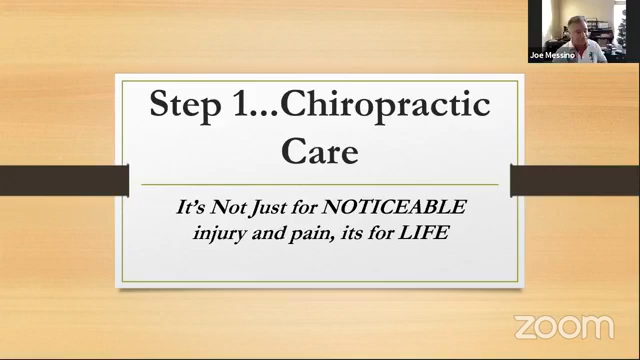 Joe Messino
Step 1...Chiropractic
Care
It's Not Just for NOTICEABLE
injury and pain, its for LIFE
zoom